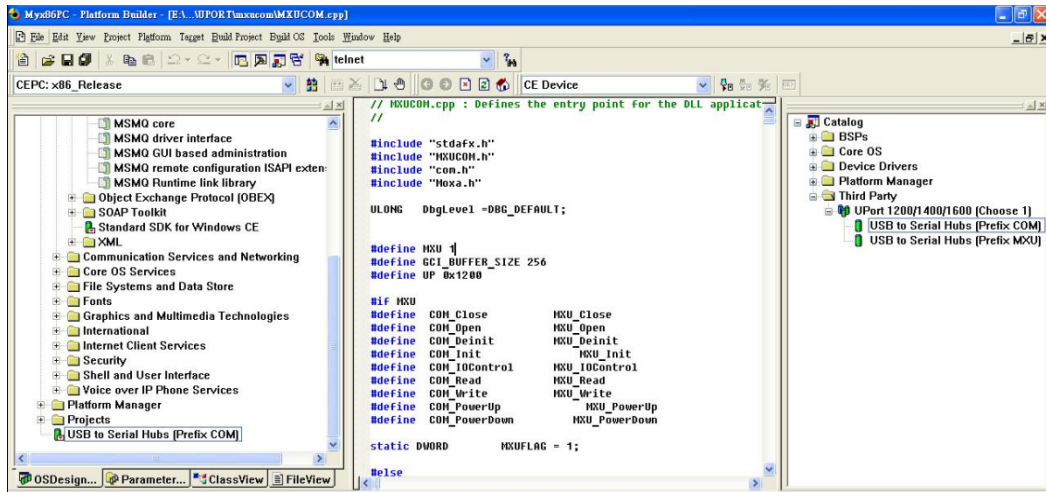 Myx86PC - Platform Builder - [E:\...\UPORT\mxucom\MXUCOM.cpp]
File Edit View Project Platform Target Build Project Build OS Tools Window Help
telnet
CEPC: x86_Release
CE Device
MSMQ core
MSMQ driver interface
MSMQ GUI based administration
MSMQ remote configuration ISAPI exten
MSMQ Runtime link library
Object Exchange Protocol (OBEX)
SOAP Toolkit
Standard SDK for Windows CE
XML
Communication Services and Networking
Core OS Services
File Systems and Data Store
Fonts
Graphics and Multimedia Technologies
International
Internet Client Services
Security
Shell and User Interface
Voice over IP Phone Services
Platform Manager
Projects
USB to Serial Hubs (Prefix COM)
OSDesign... Parameter... ClassView FileView
// MXUCOM.cpp : Defines the entry point for the DLL applicat
//
#include "stdafx.h"
#include "MXUCOM.h"
#include "com.h"
#include "Moxa.h"
ULONG DbgLevel =DBG_DEFAULT;
#define MXU 1
#define GCI_BUFFER_SIZE 256
#define UP 0x1200
#if MXU
#define COM_Close MXU_Close
#define COM_Open MXU_Open
#define COM_Deinit MXU_Deinit
#define COM_Init MXU_Init
#define COM_IOControl MXU_IOControl
#define COM_Read MXU_Read
#define COM_Write MXU_Write
#define COM_PowerUp MXU_PowerUp
#define COM_PowerDown MXU_PowerDown
static DWORD MXUFLAG = 1;
#else
Catalog
BSPs
Core OS
Device Drivers
Platform Manager
Third Party
UPort 1200/1400/1600 (Choose 1)
USB to Serial Hubs (Prefix COM)
USB to Serial Hubs (Prefix MXU)